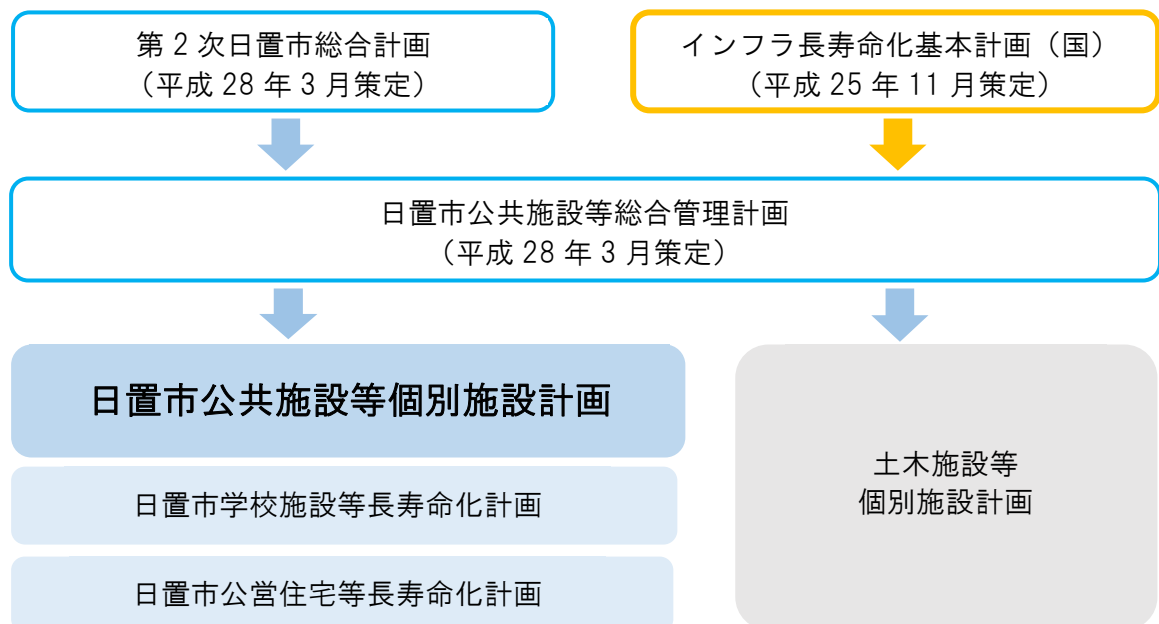 第2次日置市総合計画
（平成 28 年 3 月策定）
インフラ長寿命化基本計画（国）
（平成 25 年 11 月策定）
日置市公共施設等総合管理計画
（平成 28 年 3 月策定）
日置市公共施設等個別施設計画
日置市学校施設等長寿命化計画
日置市公営住宅等長寿命化計画
土木施設等
個別施設計画